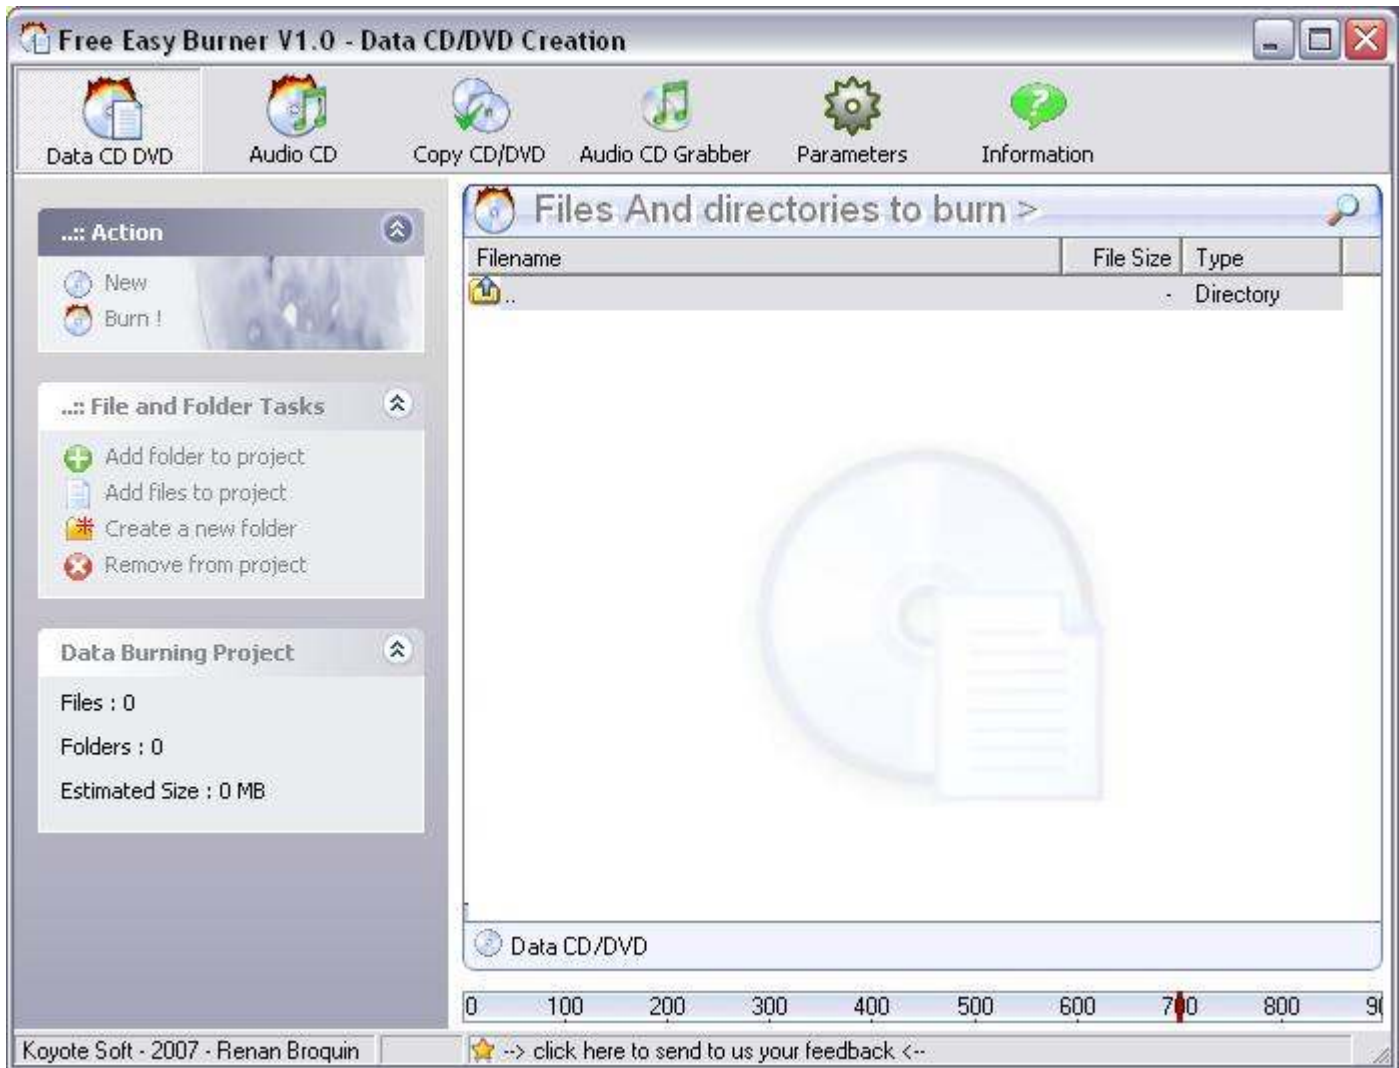 Free Easy Burner V1.0 - Data CD/DVD Creation
Data CD DVD
Audio CD
Copy CD/DVD
Audio CD Grabber
Parameters
Information
..:: Action
New
Burn !
..:: File and Folder Tasks
Add folder to project
Add files to project
Create a new folder
Remove from project
Data Burning Project
Files : 0
Folders : 0
Estimated Size : 0 MB
Files And directories to burn >
Filename File Size Type
.. - Directory
Data CD/DVD
0 100 200 300 400 500 600 700 800
Koyote Soft - 2007 - Renan Broquin
--> click here to send to us your feedback <--